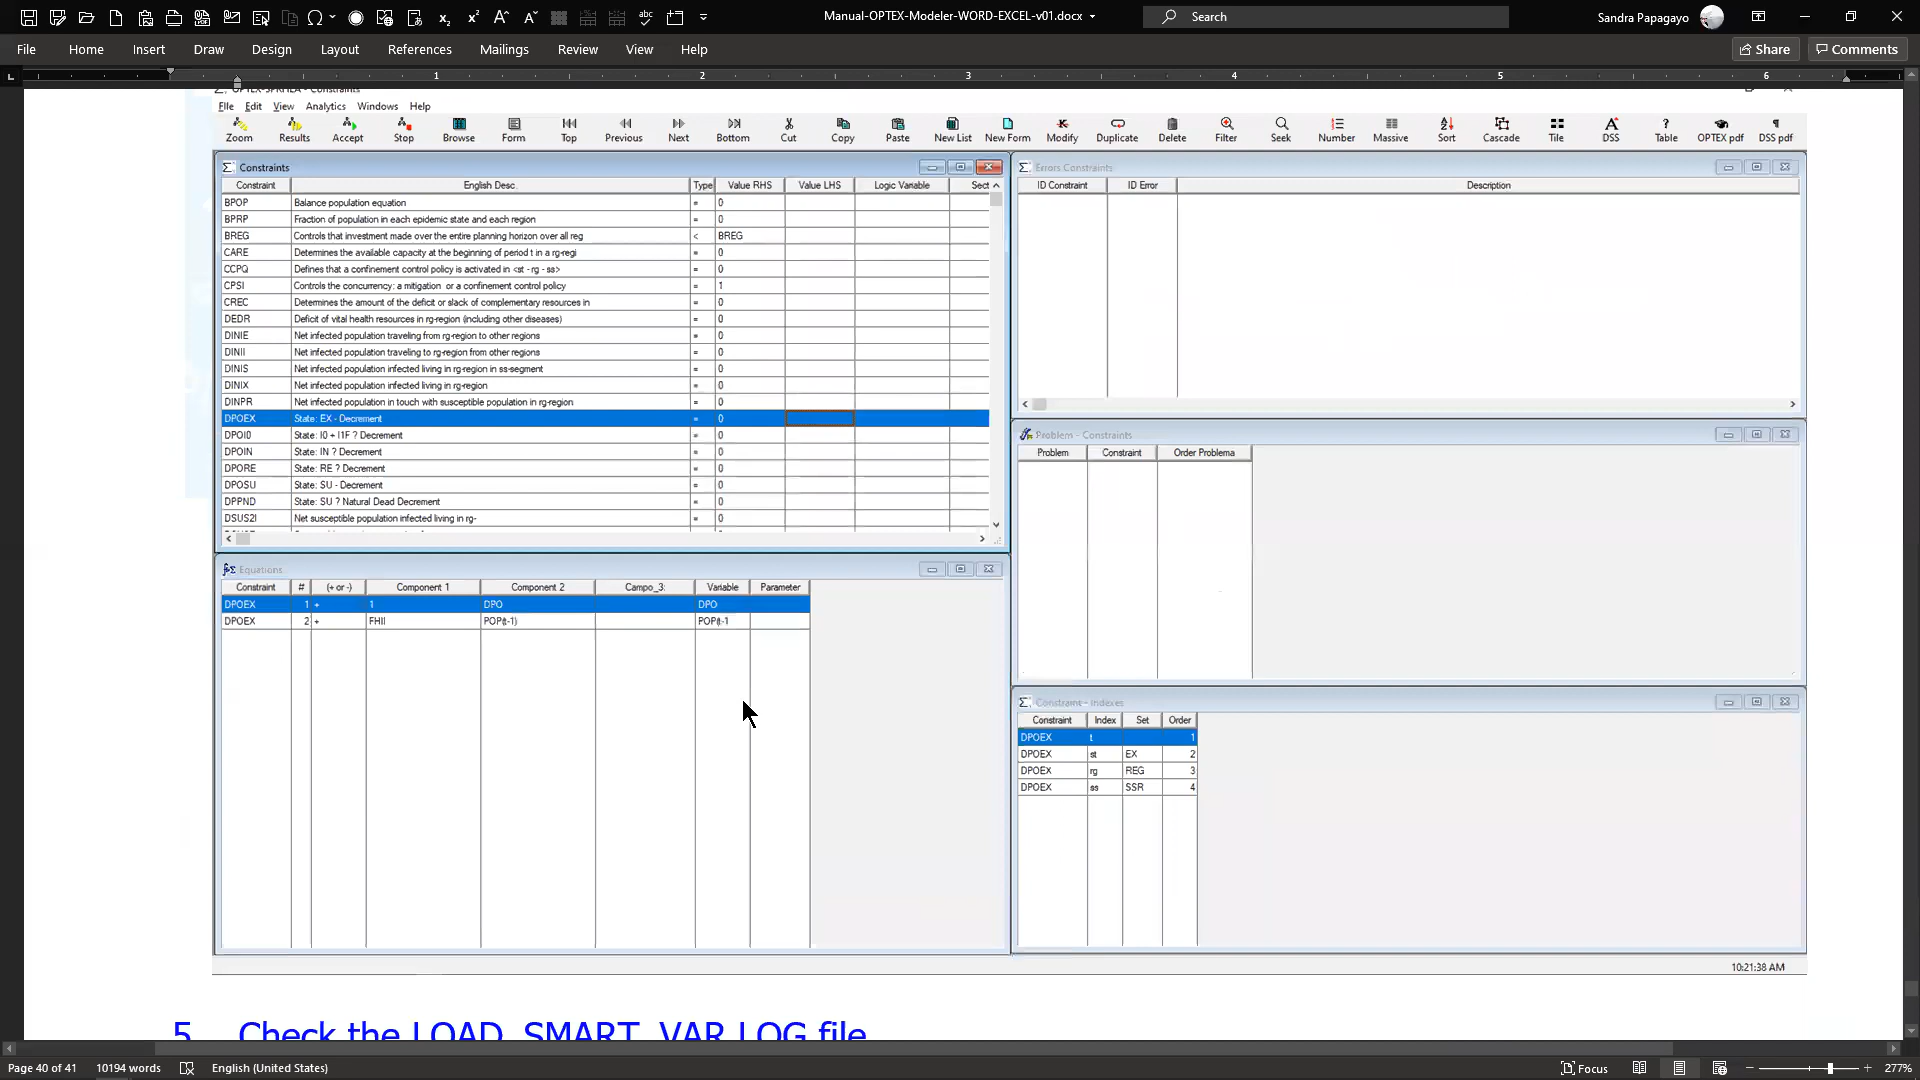 Manual-OPTEX-Modeler-WORD-EXCEL-v01.docx
Search
Sandra Papagayo
File Home Insert Draw Design Layout References Mailings Review View Help
Share Comments
1 2 3 4 5 6
- Constraints
File Edit View Analytics Windows Help
Zoom Results Accept Stop Browse Form Top Previous Next Bottom Cut Copy Paste New List New Form Modify Duplicate Delete Filter Seek Number Massive Sort Cascade Tile DSS Table OPTEX pdf DSS pdf
Constraints
Constraint English Desc. Type Value RHS Value LHS Logic Variable Sect
BPOP Balance population equation = 0
BPRP Fraction of population in each epidemic state and each region = 0
BREG Controls that investment made over the entire planning horizon over all reg < BREG
CARE Determines the available capacity at the beginning of period t in a rg-regi = 0
CCPQ Defines that a confinement control policy is activated in <st - rg - ss> = 0
CPSI Controls the concurrency: a mitigation or a confinement control policy = 1
CREC Determines the amount of the deficit or slack of complementary resources in = 0
DEDR Deficit of vital health resources in rg-region (including other diseases) = 0
DINIE Net infected population traveling from rg-region to other regions = 0
DINII Net infected population traveling to rg-region from other regions = 0
DINIS Net infected population infected living in rg-region in ss-segment = 0
DINIX Net infected population infected living in rg-region = 0
DINPR Net infected population in touch with susceptible population in rg-region = 0
DPOEX State: EX - Decrement = 0
DPOI0 State: I0 + I1F ? Decrement = 0
DPOIN State: IN ? Decrement = 0
DPORE State: RE ? Decrement = 0
DPOSU State: SU - Decrement = 0
DPPND State: SU ? Natural Dead Decrement = 0
DSUS2I Net susceptible population infected living in rg- = 0
Errors Constraints
ID Constraint ID Error Description
Problem - Constraints
Problem Constraint Order Problema
Equations
Constraint # (+ or -) Component 1 Component 2 Campo_3: Variable Parameter
DPOEX 1 + 1 DPO DPO
DPOEX 2 + FHII POP(t-1) POP(t-1
Constraint - Indexes
Constraint Index Set Order
DPOEX t 1
DPOEX st EX 2
DPOEX rg REG 3
DPOEX ss SSR 4
10:21:38 AM
5. Check the LOAD_SMART_VAR.LOG file
Page 40 of 41 10194 words English (United States) Focus 277%